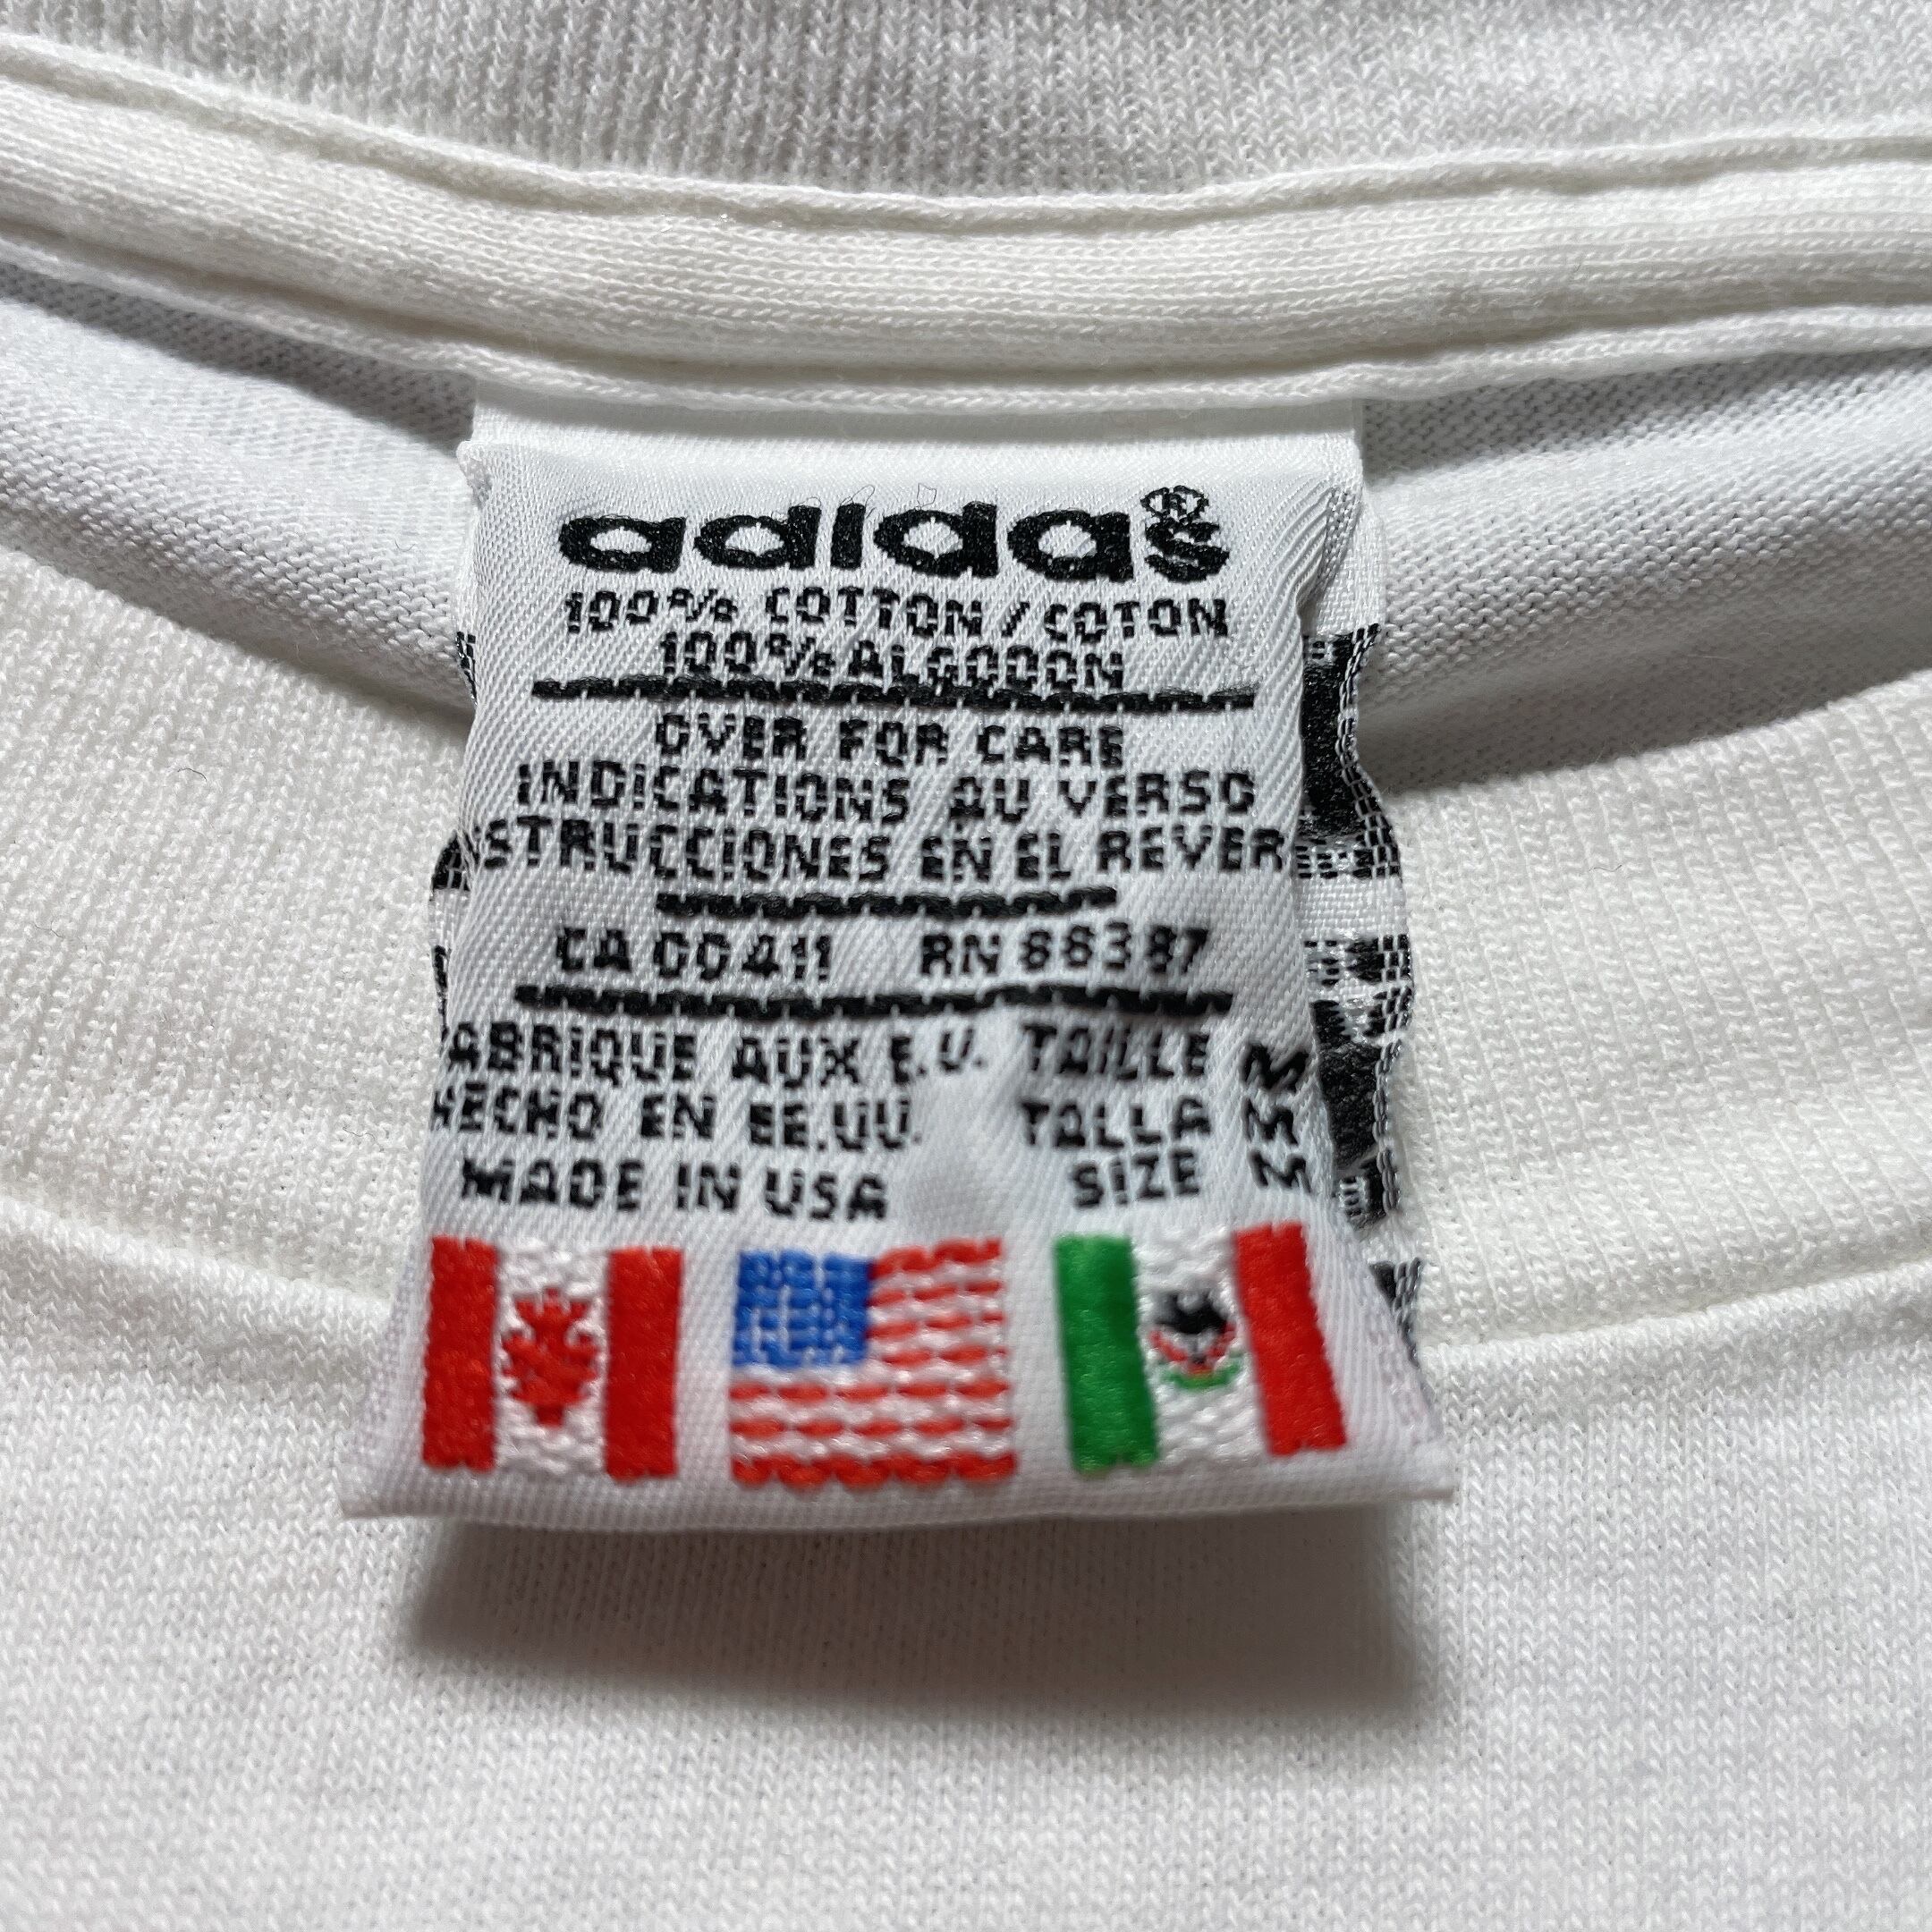 adidas®
100% COTTON / COTON
100% ALGODON
OVER FOR CARE
INDICATIONS AU VERSO
STRUCCIONES EN EL REVER
CA 00411 RN 88387
ABRIQUE AUX E.U. TAILLE M
HECHO EN EE.UU. TALLA M
MADE IN USA SIZE M